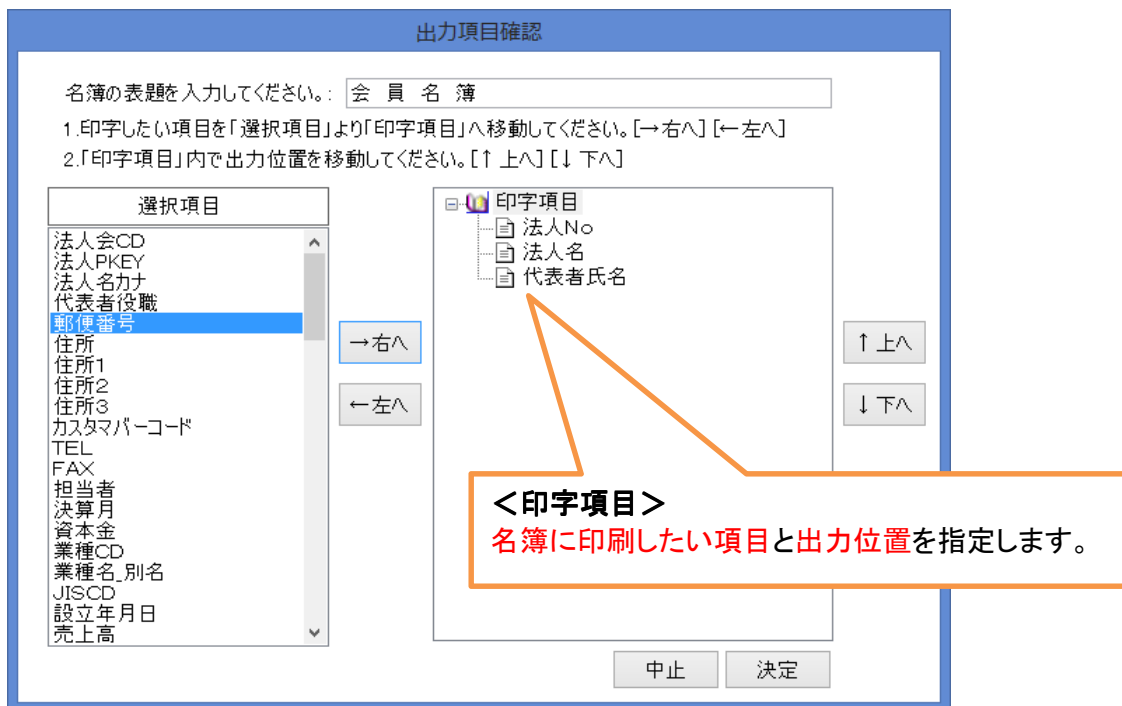 出力項目確認
名簿の表題を入力してください。: 会 員 名 簿
1.印字したい項目を「選択項目」より「印字項目」へ移動してください。[→右へ] [←左へ]
2.「印字項目」内で出力位置を移動してください。[↑ 上へ] [↓ 下へ]
選択項目
法人会CD
法人PKEY
法人名カナ
代表者役職
郵便番号
住所
住所1
住所2
住所3
カスタマバーコード
TEL
FAX
担当者
決算月
資本金
業種CD
業種名_別名
JISCD
設立年月日
売上高
→右へ
←左へ
印字項目
法人No
法人名
代表者氏名
↑ 上へ
↓ 下へ
<印字項目>
名簿に印刷したい項目と出力位置を指定します。
中止
決定